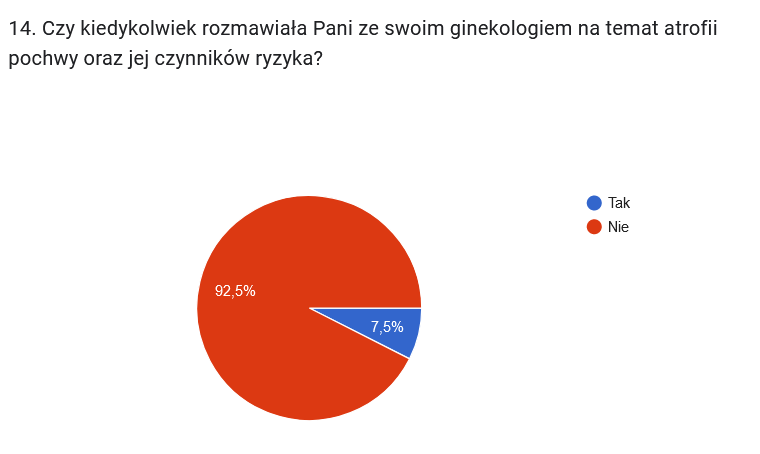 14. Czy kiedykolwiek rozmawiała Pani ze swoim ginekologiem na temat atrofii
pochwy oraz jej czynników ryzyka?
Tak
Nie
92,5%
7,5%